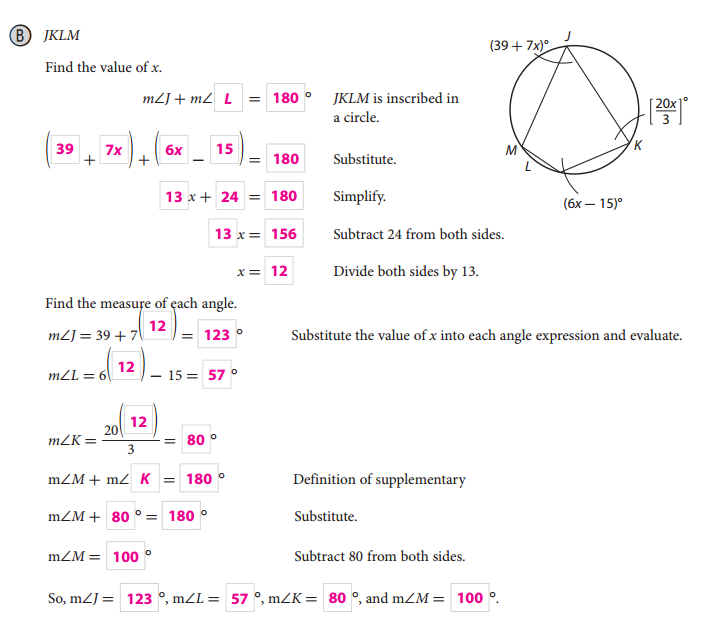 B JKLM
Find the value of x.
m∠J + m∠ L = 180 °
JKLM is inscribed in
a circle.
( 39 + 7x ) + ( 6x − 15 ) = 180
Substitute.
13 x + 24 = 180
Simplify.
13 x = 156
Subtract 24 from both sides.
x = 12
Divide both sides by 13.
(39 + 7x)°
J
[20x/3]°
K
M
L
(6x − 15)°
Find the measure of each angle.
m∠J = 39 + 7( 12 ) = 123 °
Substitute the value of x into each angle expression and evaluate.
m∠L = 6( 12 ) − 15 = 57 °
m∠K = 20( 12 )/3 = 80 °
m∠M + m∠ K = 180 °
Definition of supplementary
m∠M + 80 ° = 180 °
Substitute.
m∠M = 100 °
Subtract 80 from both sides.
So, m∠J = 123 °, m∠L = 57 °, m∠K = 80 °, and m∠M = 100 °.